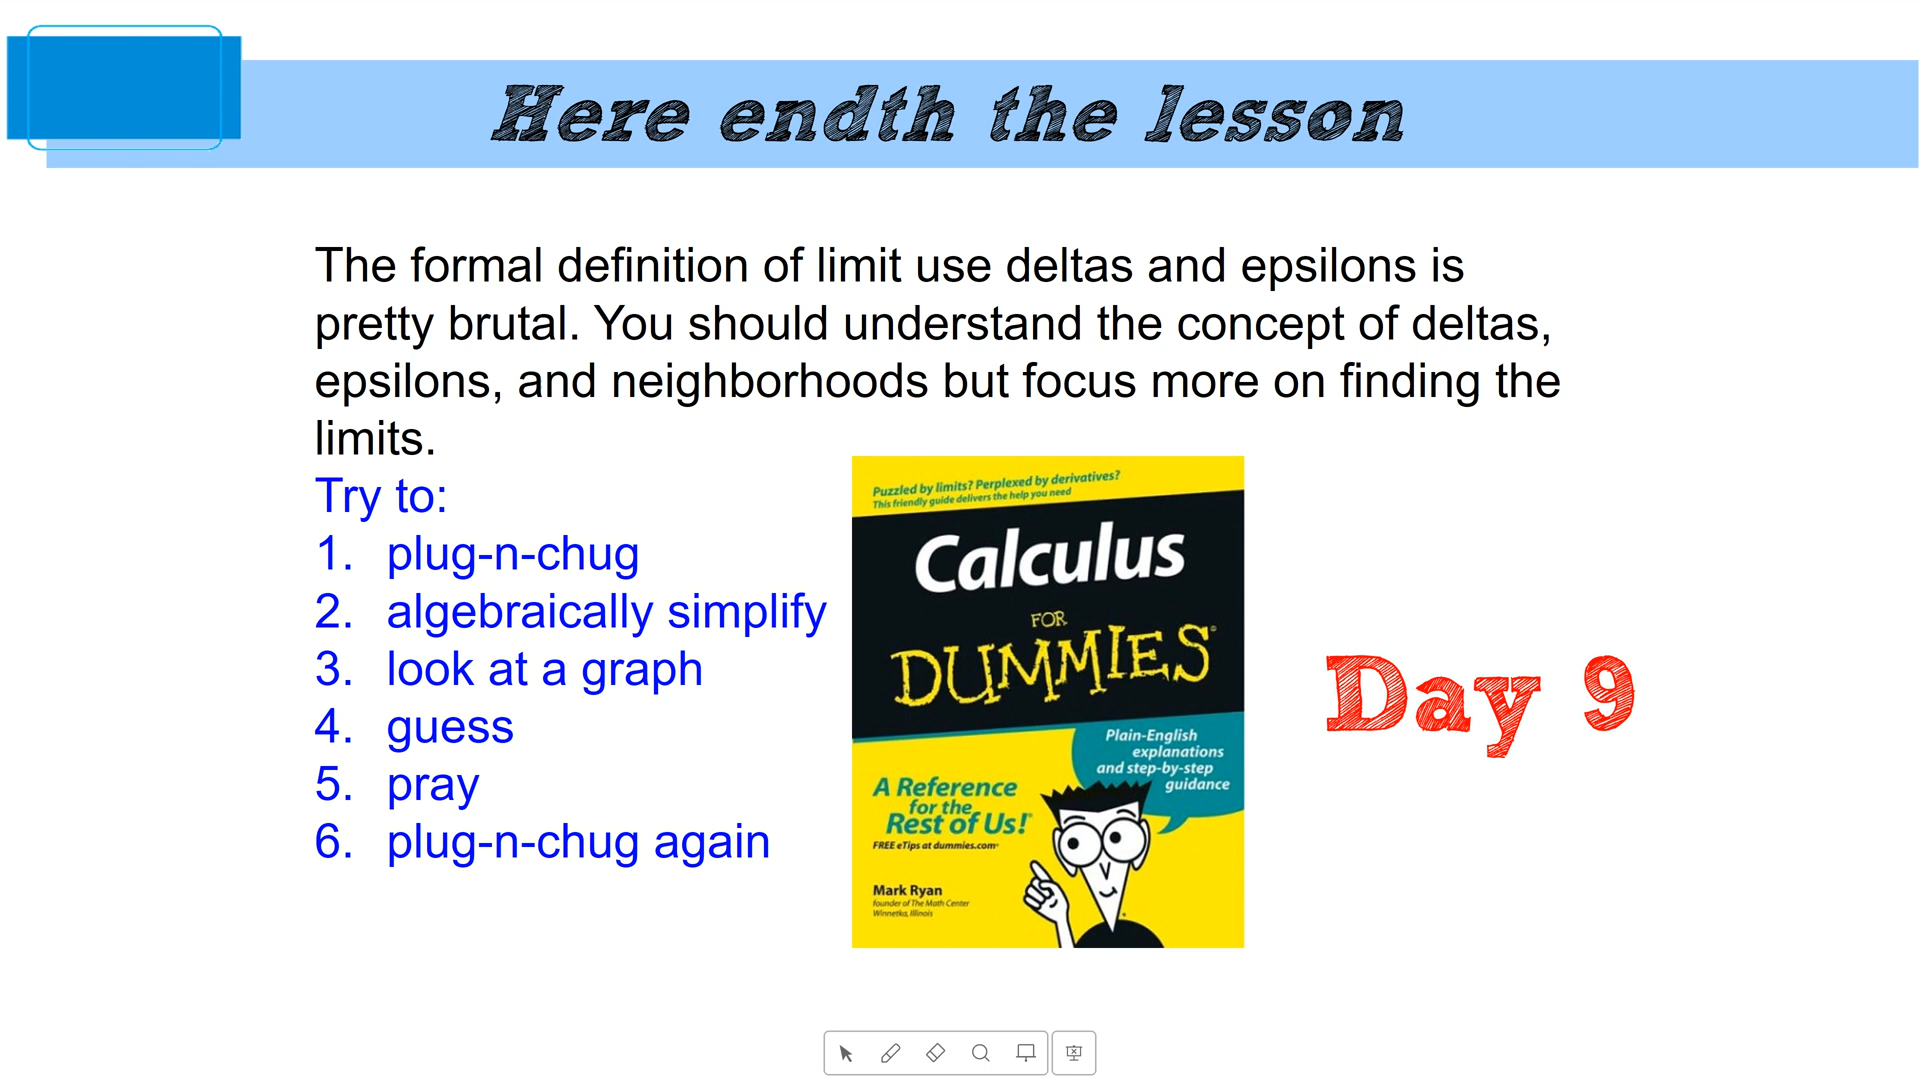 Here endth the lesson
The formal definition of limit use deltas and epsilons is
pretty brutal. You should understand the concept of deltas,
epsilons, and neighborhoods but focus more on finding the
limits.
Try to:
1. plug-n-chug
2. algebraically simplify
3. look at a graph
4. guess
5. pray
6. plug-n-chug again
Puzzled by limits? Perplexed by derivatives?
This friendly guide delivers the help you need
Calculus
FOR
DUMMIES®
Plain-English
explanations
and step-by-step
guidance
A Reference
for the
Rest of Us!®
FREE eTips at dummies.com®
Mark Ryan
founder of The Math Center
Winnetka, Illinois
Day 9